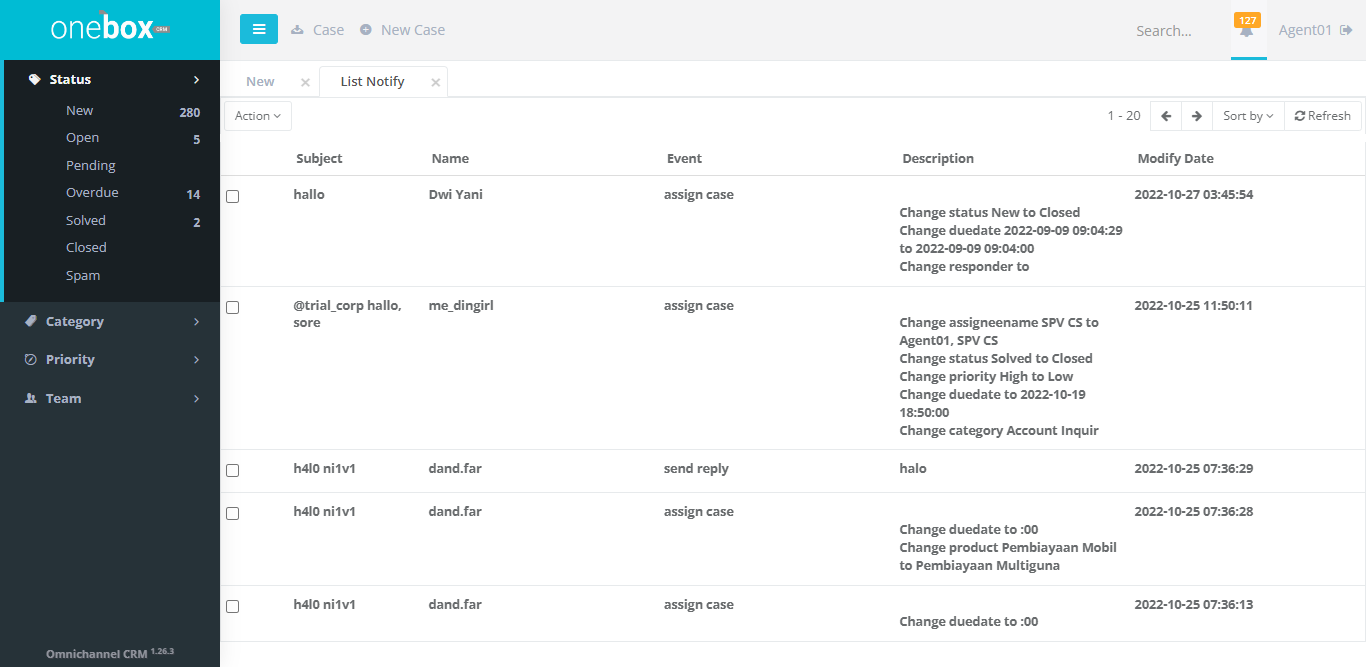 onebox CRM
Case
New Case
Search...
127
Agent01
Status
New 280
Open 5
Pending
Overdue 14
Solved 2
Closed
Spam
Category
Priority
Team
Omnichannel CRM 1.26.3
New
List Notify
Action
1 - 20
Sort by
Refresh
Subject Name Event Description Modify Date
hallo Dwi Yani assign case 2022-10-27 03:45:54
Change status New to Closed
Change duedate 2022-09-09 09:04:29
to 2022-09-09 09:04:00
Change responder to
@trial_corp hallo, me_dingirl assign case 2022-10-25 11:50:11
sore
Change assigneename SPV CS to
Agent01, SPV CS
Change status Solved to Closed
Change priority High to Low
Change duedate to 2022-10-19
18:50:00
Change category Account Inquir
h4l0 ni1v1 dand.far send reply halo 2022-10-25 07:36:29
h4l0 ni1v1 dand.far assign case 2022-10-25 07:36:28
Change duedate to :00
Change product Pembiayaan Mobil
to Pembiayaan Multiguna
h4l0 ni1v1 dand.far assign case 2022-10-25 07:36:13
Change duedate to :00